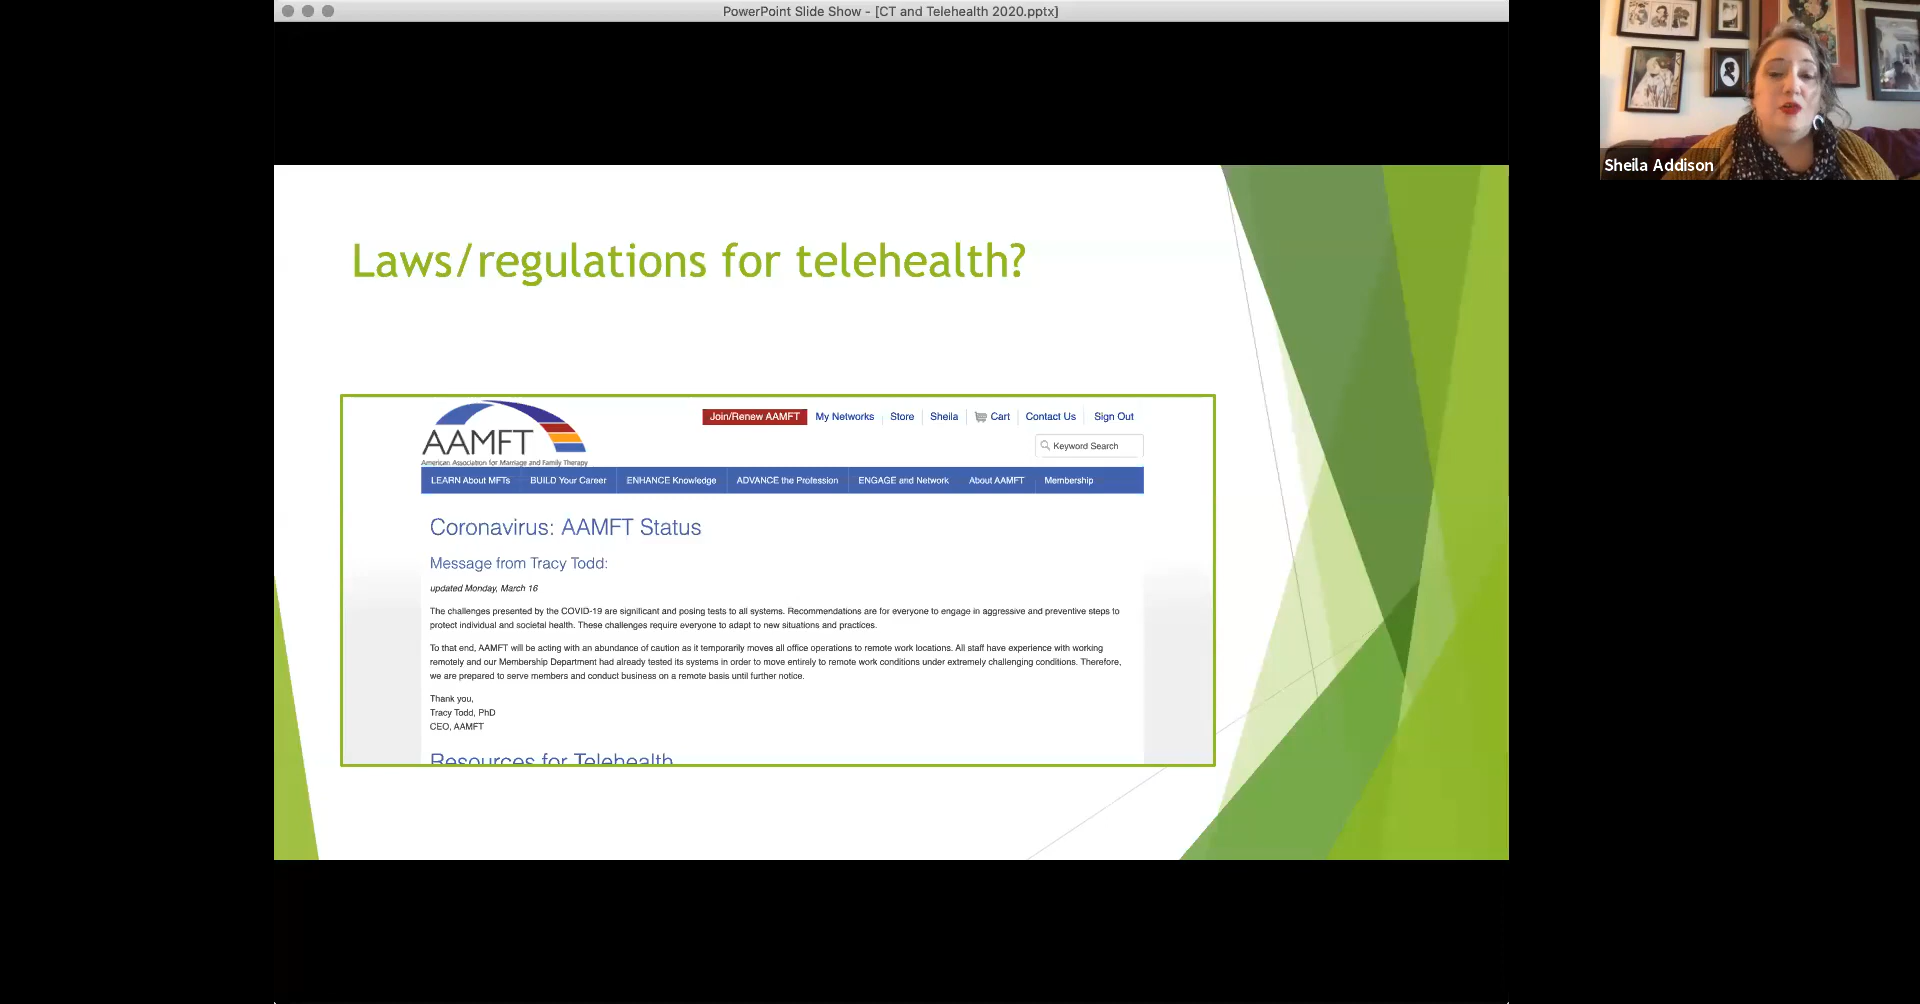 PowerPoint Slide Show - [CT and Telehealth 2020.pptx]
Sheila Addison
Laws/regulations for telehealth?
AAMFT
American Association for Marriage and Family Therapy
Join/Renew AAMFT My Networks Store Sheila Cart Contact Us Sign Out
Keyword Search
LEARN About MFTs BUILD Your Career ENHANCE Knowledge ADVANCE the Profession ENGAGE and Network About AAMFT Membership
Coronavirus: AAMFT Status
Message from Tracy Todd:
updated Monday, March 16
The challenges presented by the COVID-19 are significant and posing tests to all systems. Recommendations are for everyone to engage in aggressive and preventive steps to
protect individual and societal health. These challenges require everyone to adapt to new situations and practices.
To that end, AAMFT will be acting with an abundance of caution as it temporarily moves all office operations to remote work locations. All staff have experience with working
remotely and our Membership Department had already tested its systems in order to move entirely to remote work conditions under extremely challenging conditions. Therefore,
we are prepared to serve members and conduct business on a remote basis until further notice.
Thank you,
Tracy Todd, PhD
CEO, AAMFT
Resources for Telehealth